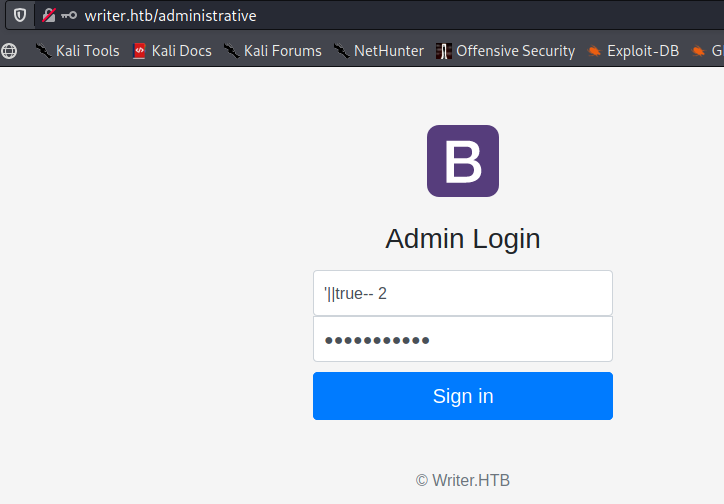 writer.htb/administrative
Kali Tools Kali Docs Kali Forums NetHunter Offensive Security Exploit-DB G
B
Admin Login
'||true-- 2
•••••••••••
Sign in
© Writer.HTB